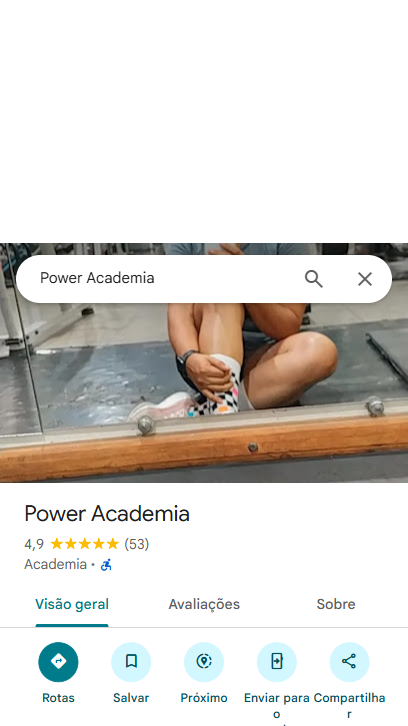 Power Academia
Power Academia
4,9 (53)
Academia ·
Visão geral Avaliações Sobre
Rotas Salvar Próximo Enviar para o Compartilhar